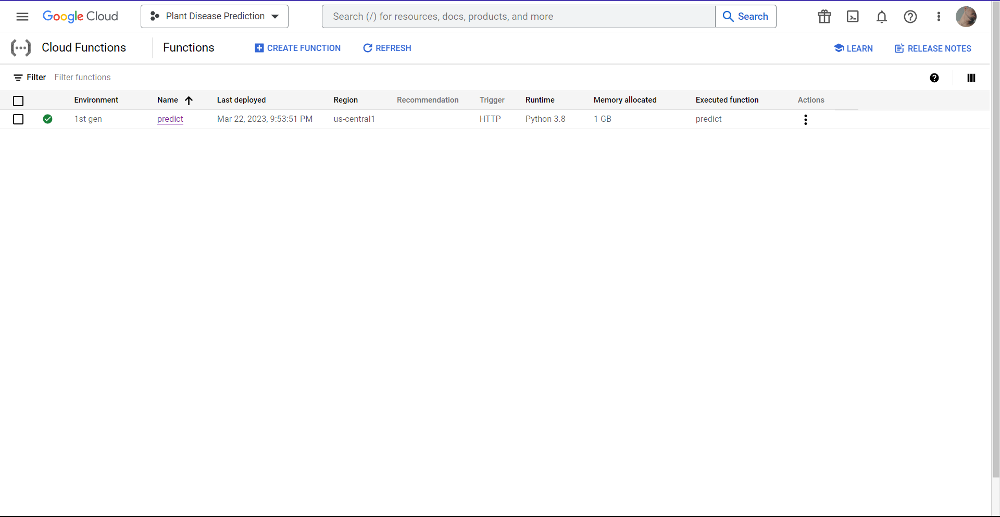 Google Cloud
Plant Disease Prediction
Search (/) for resources, docs, products, and more
Search
Cloud Functions
Functions
CREATE FUNCTION
REFRESH
LEARN
RELEASE NOTES
Filter Filter functions
Environment Name Last deployed Region Recommendation Trigger Runtime Memory allocated Executed function Actions
1st gen predict Mar 22, 2023, 9:53:51 PM us-central1 HTTP Python 3.8 1 GB predict